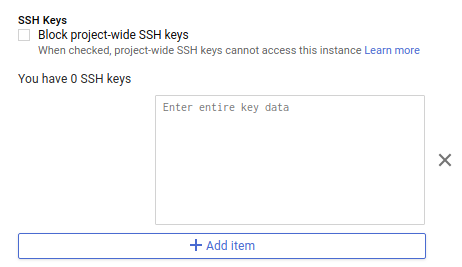 SSH Keys
Block project-wide SSH keys
When checked, project-wide SSH keys cannot access this instance Learn more
You have 0 SSH keys
Enter entire key data
Add item